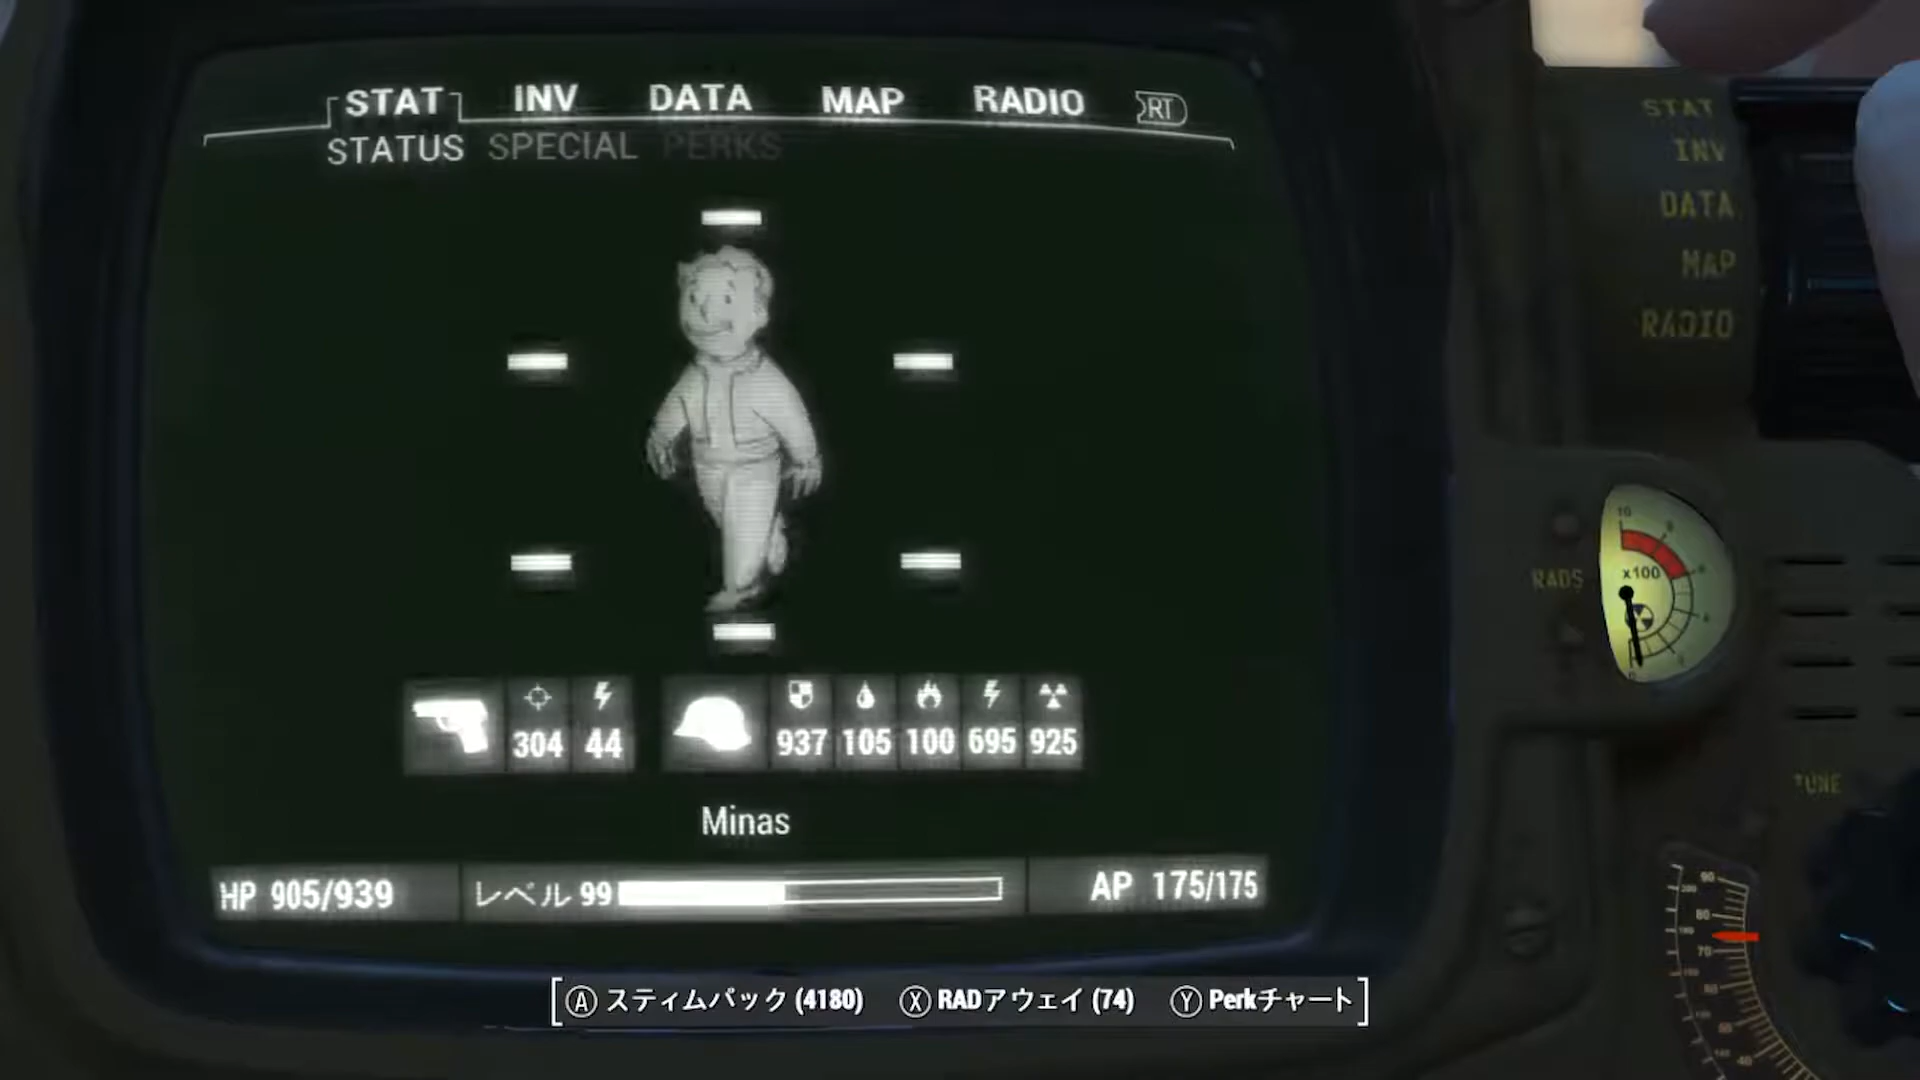 STAT INV DATA MAP RADIO RT
STATUS SPECIAL PERKS
304 44 937 105 100 695 925
Minas
HP 905/939 レベル 99 AP 175/175
Ⓐ スティムパック (4180) Ⓧ RADアウェイ (74) Ⓨ Perkチャート
STAT
INV
DATA
MAP
RADIO
RADS
x100
TUNE